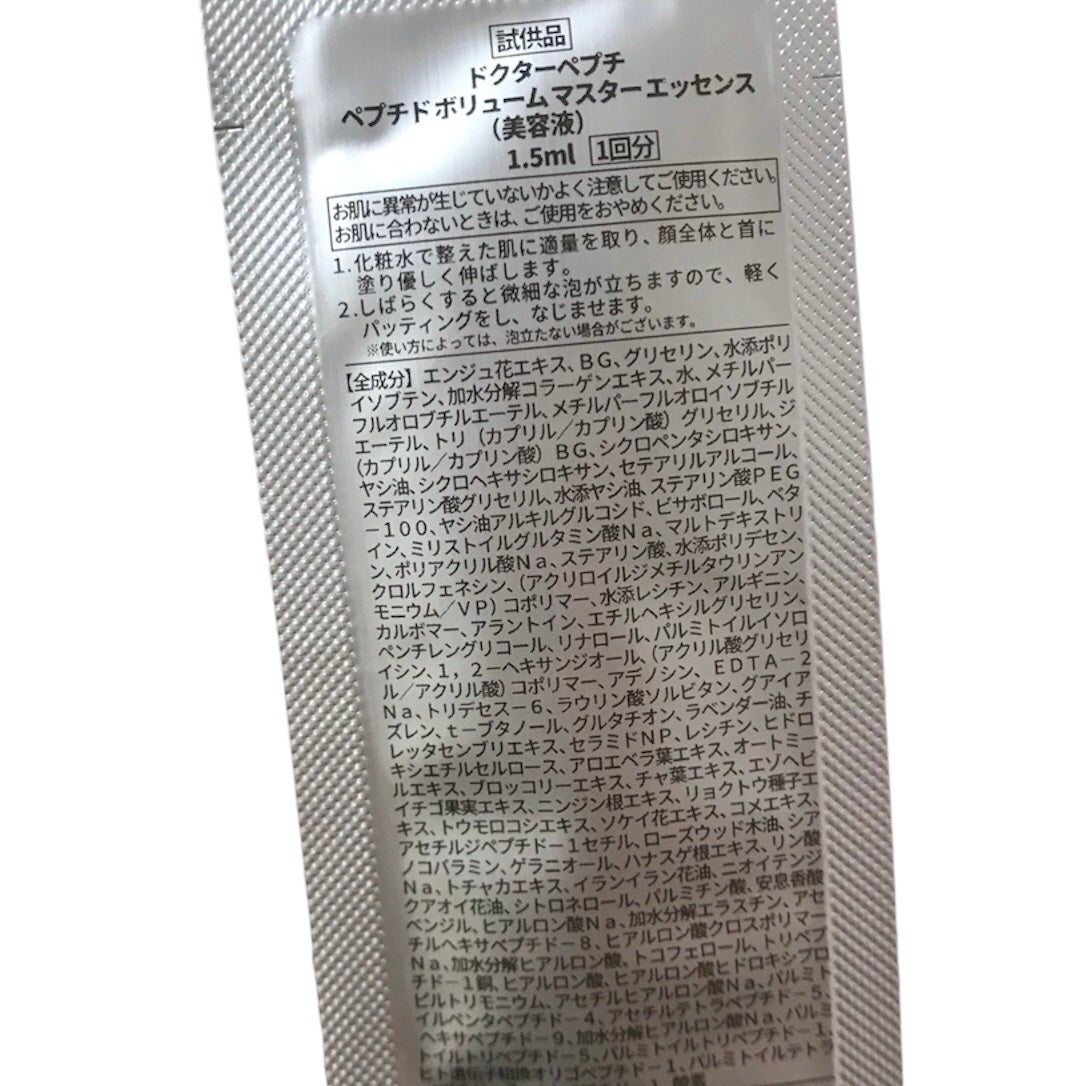 試供品
ドクターペプチ
ペプチド ボリューム マスター エッセンス
（美容液）
1.5ml 1回分
お肌に異常が生じていないかよく注意してご使用ください。
お肌に合わないときは、ご使用をおやめください。
1.化粧水で整えた肌に適量を取り、顔全体と首に
塗り優しく伸ばします。
2.しばらくすると微細な泡が立ちますので、軽く
パッティングをし、なじませます。
※使い方によっては、泡立たない場合がございます。
【全成分】エンジュ花エキス、ＢＧ、グリセリン、水添ポリ
イソブテン、加水分解コラーゲンエキス、水、メチルパー
フルオロブチルエーテル、メチルパーフルオロイソブチル
エーテル、トリ（カプリル／カプリン酸）グリセリル、ジ
（カプリル／カプリン酸）ＢＧ、シクロペンタシロキサン、
ヤシ油、シクロヘキサシロキサン、セテアリルアルコール、
ステアリン酸グリセリル、水添ヤシ油、ステアリン酸ＰＥＧ
－１００、ヤシ油アルキルグルコシド、ビサボロール、ベタ
イン、ミリストイルグルタミン酸Ｎａ、マルトデキストリ
ン、ポリアクリル酸Ｎａ、ステアリン酸、水添ポリデセン、
クロルフェネシン、（アクリロイルジメチルタウリンアン
モニウム／ＶＰ）コポリマー、水添レシチン、アルギニン、
カルボマー、アラントイン、エチルヘキシルグリセリン、
ペンチレングリコール、リナロール、パルミトイルイソロ
イシン、１，２－ヘキサンジオール、（アクリル酸グリセリ
ル／アクリル酸）コポリマー、アデノシン、ＥＤＴＡ－２
Ｎａ、トリデセス－６、ラウリン酸ソルビタン、グアイア
ズレン、ｔ－ブタノール、グルタチオン、ラベンダー油、チ
レッタセンブリエキス、セラミドＮＰ、レシチン、ヒドロ
キシエチルセルロース、アロエベラ葉エキス、オートミー
ルエキス、ブロッコリーエキス、チャ葉エキス、エゾヘビ
イチゴ果実エキス、ニンジン根エキス、リョクトウ種子エ
キス、トウモロコシエキス、ソケイ花エキス、コメエキス、
アセチルジペプチド－１セチル、ローズウッド木油、シア
ノコバラミン、ゲラニオール、ハナスゲ根エキス、リン酸
Ｎａ、トチャカエキス、イランイラン花油、ニオイテンジ
クアオイ花油、シトロネロール、パルミチン酸、安息香酸
ベンジル、ヒアルロン酸Ｎａ、加水分解エラスチン、アセ
チルヘキサペプチド－８、ヒアルロン酸クロスポリマー
Ｎａ、加水分解ヒアルロン酸、トコフェロール、トリペプ
チド－１銅、ヒアルロン酸、ヒアルロン酸ヒドロキシプロ
ピルトリモニウム、アセチルヒアルロン酸Ｎａ、パルミト
イルペンタペプチド－４、アセチルテトラペプチド－５、
ヘキサペプチド－９、加水分解ヒアルロン酸Ｎａ、パルミ
トイルトリペプチド－５、パルミトイルトリペプチド－１、
ヒト遺伝子組換オリゴペプチド－１、パルミトイルテトラ